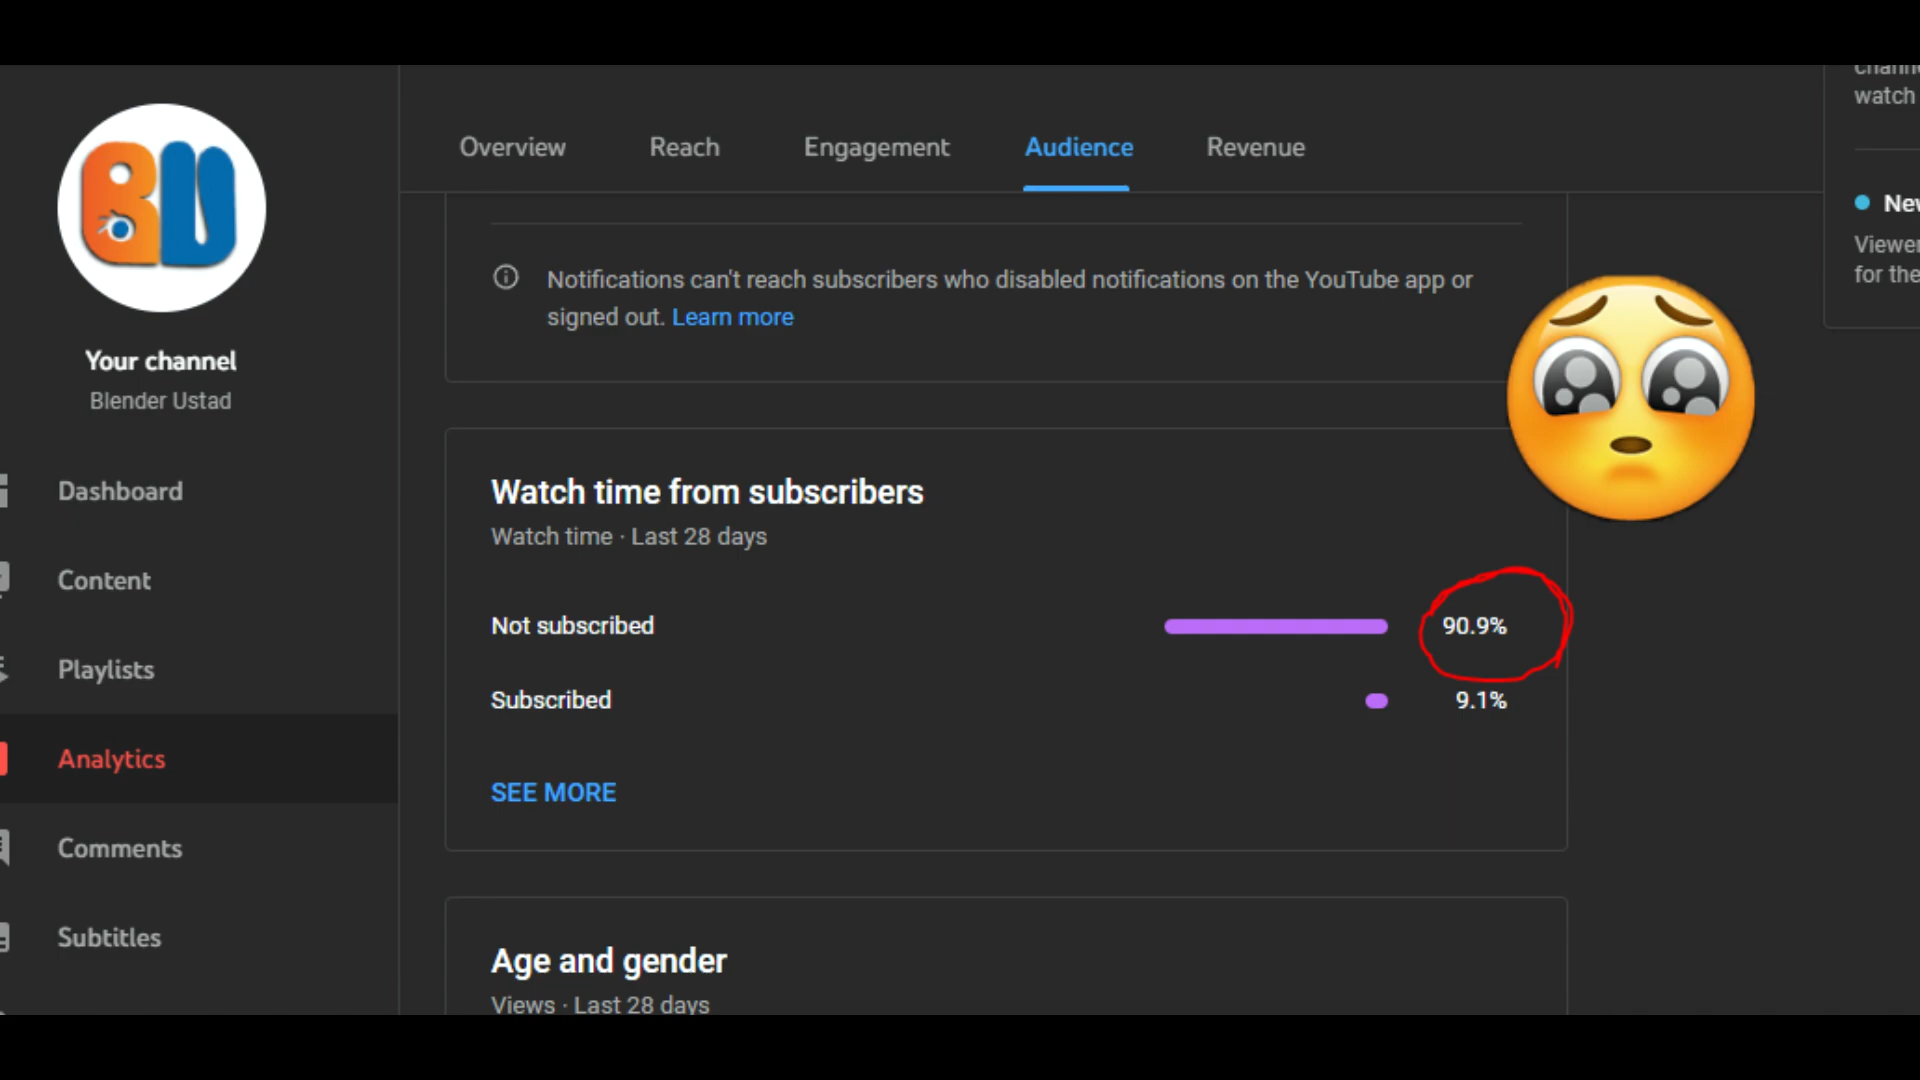 BU
Your channel
Blender Ustad
Dashboard
Content
Playlists
Analytics
Comments
Subtitles
Overview Reach Engagement Audience Revenue
Notifications can't reach subscribers who disabled notifications on the YouTube app or
signed out. Learn more
Watch time from subscribers
Watch time · Last 28 days
Not subscribed 90.9%
Subscribed 9.1%
SEE MORE
Age and gender
Views · Last 28 days
watch
for the